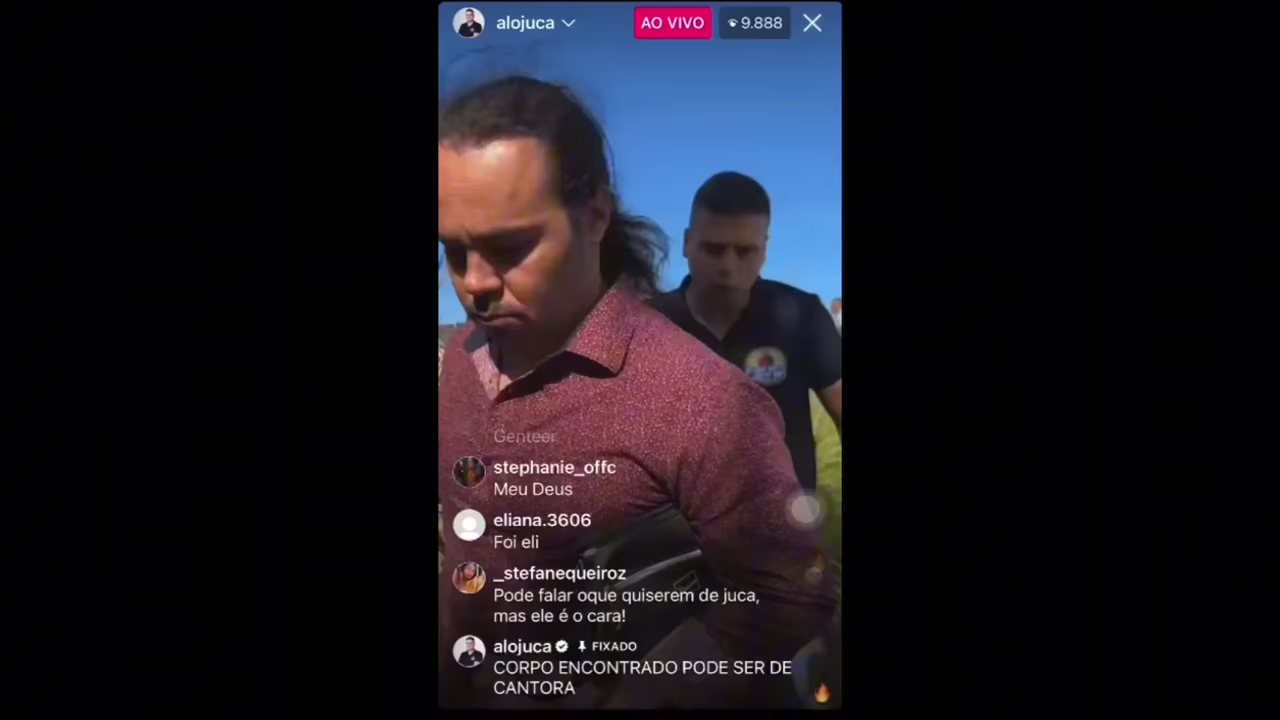 alojuca
AO VIVO
9.888
Genteer
stephanie_offc
Meu Deus
eliana.3606
Foi eli
_stefanequeiroz
Pode falar oque quiserem de juca,
mas ele é o cara!
alojuca FIXADO
CORPO ENCONTRADO PODE SER DE
CANTORA